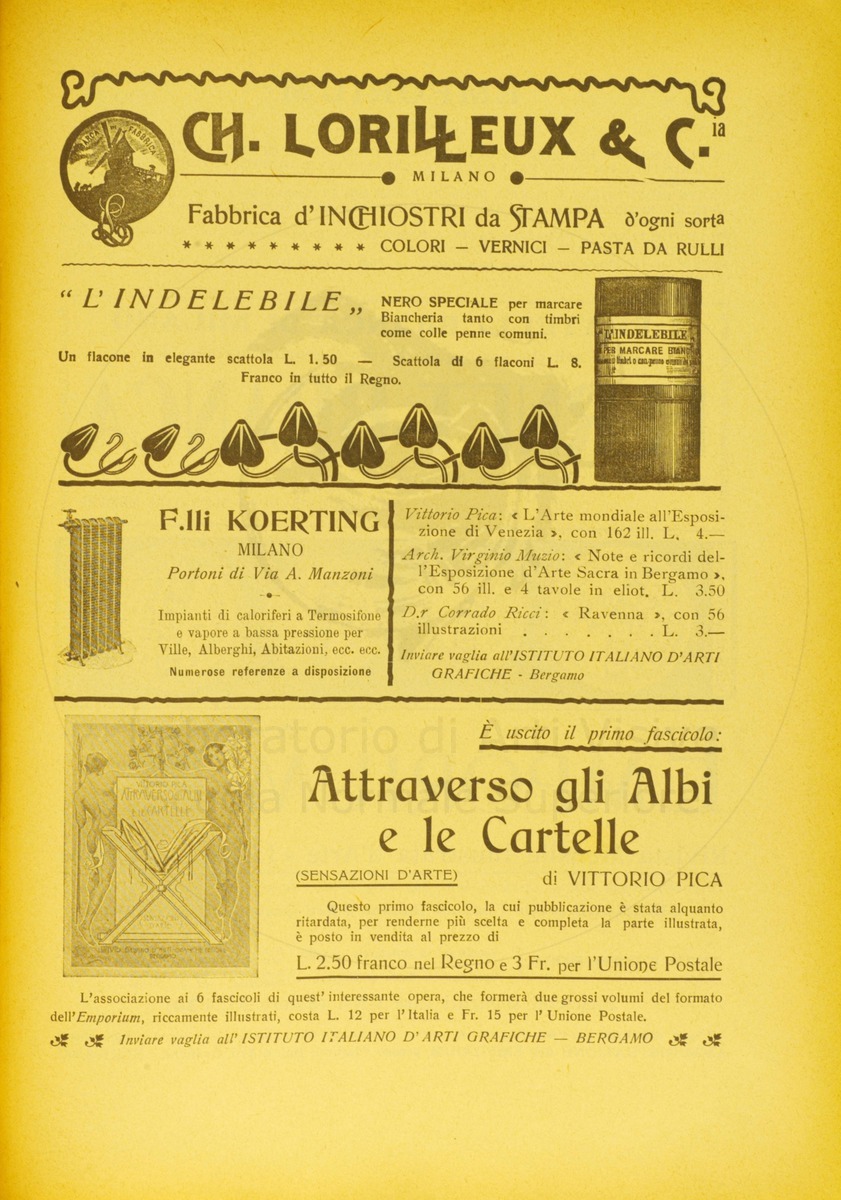 CH. LORILLEUX & C.ia
MILANO
Fabbrica d'INCHIOSTRI da STAMPA d'ogni sorta
* * * * * * * * * COLORI — VERNICI — PASTA DA RULLI
“ L'INDELEBILE „
NERO SPECIALE per marcare
Biancheria tanto con timbri
come colle penne comuni.
Un flacone in elegante scattola L. 1.50 — Scattola di 6 flaconi L. 8.
Franco in tutto il Regno.
"L'INDELEBILE"
PER MARCARE
F.lli KOERTING
MILANO
Portoni di Via A. Manzoni
Impianti di caloriferi a Termosifone
e vapore a bassa pressione per
Ville, Alberghi, Abitazioni, ecc. ecc.
Numerose referenze a disposizione
Vittorio Pica: « L'Arte mondiale all'Esposi-
zione di Venezia », con 162 ill. L. 4.—
Arch. Virginio Muzio: « Note e ricordi del-
l'Esposizione d'Arte Sacra in Bergamo »,
con 56 ill. e 4 tavole in eliot. L. 3.50
D.r Corrado Ricci: « Ravenna », con 56
illustrazioni . . . . . . . L. 3.—
Inviare vaglia all'ISTITUTO ITALIANO D'ARTI
GRAFICHE - Bergamo
VITTORIO PICA
ATTRAVERSO GLI ALBI
E LE CARTELLE
È uscito il primo fascicolo:
Attraverso gli Albi
e le Cartelle
(SENSAZIONI D'ARTE) di VITTORIO PICA
Questo primo fascicolo, la cui pubblicazione è stata alquanto
ritardata, per renderne più scelta e completa la parte illustrata,
è posto in vendita al prezzo di
L. 2.50 franco nel Regno e 3 Fr. per l'Unione Postale
L'associazione ai 6 fascicoli di quest' interessante opera, che formerà due grossi volumi del formato
dell'Emporium, riccamente illustrati, costa L. 12 per l' Italia e Fr. 15 per l' Unione Postale.
Inviare vaglia all' ISTITUTO ITALIANO D' ARTI GRAFICHE — BERGAMO